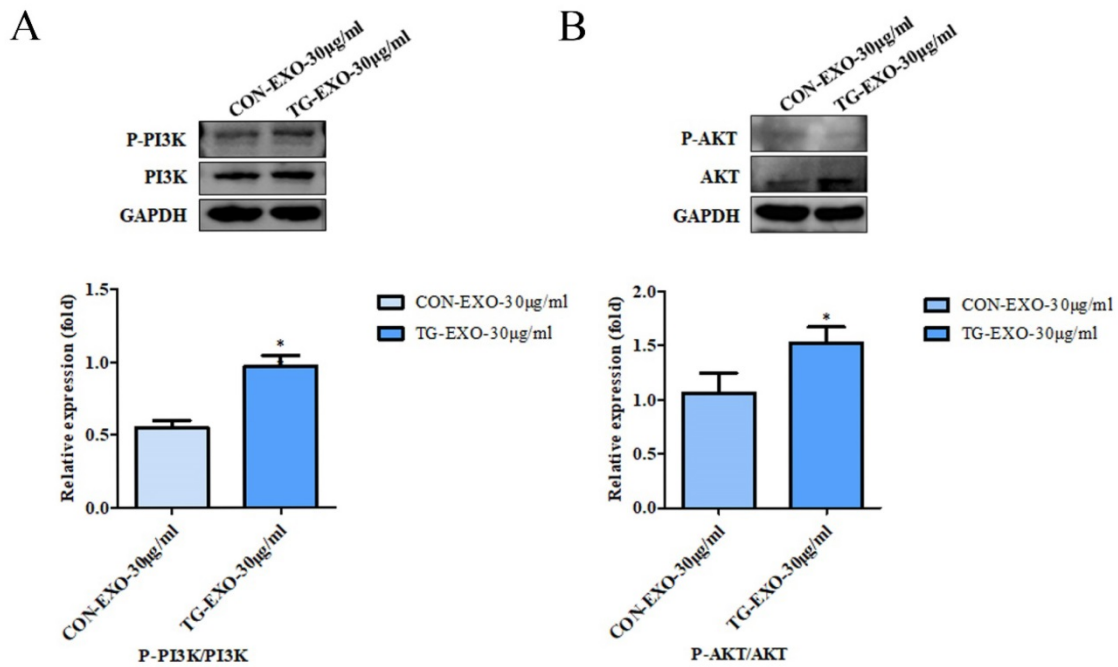 A
CON-EXO-30μg/ml
TG-EXO-30μg/ml
P-PI3K
PI3K
GAPDH
1.5
1.0
0.5
0.0
Relative expression (fold)
*
CON-EXO-30μg/ml
TG-EXO-30μg/ml
CON-EXO-30μg/ml
TG-EXO-30μg/ml
P-PI3K/PI3K
B
CON-EXO-30μg/ml
TG-EXO-30μg/ml
P-AKT
AKT
GAPDH
2.0
1.5
1.0
0.5
0.0
Relative expression (fold)
*
CON-EXO-30μg/ml
TG-EXO-30μg/ml
CON-EXO-30μg/ml
TG-EXO-30μg/ml
P-AKT/AKT